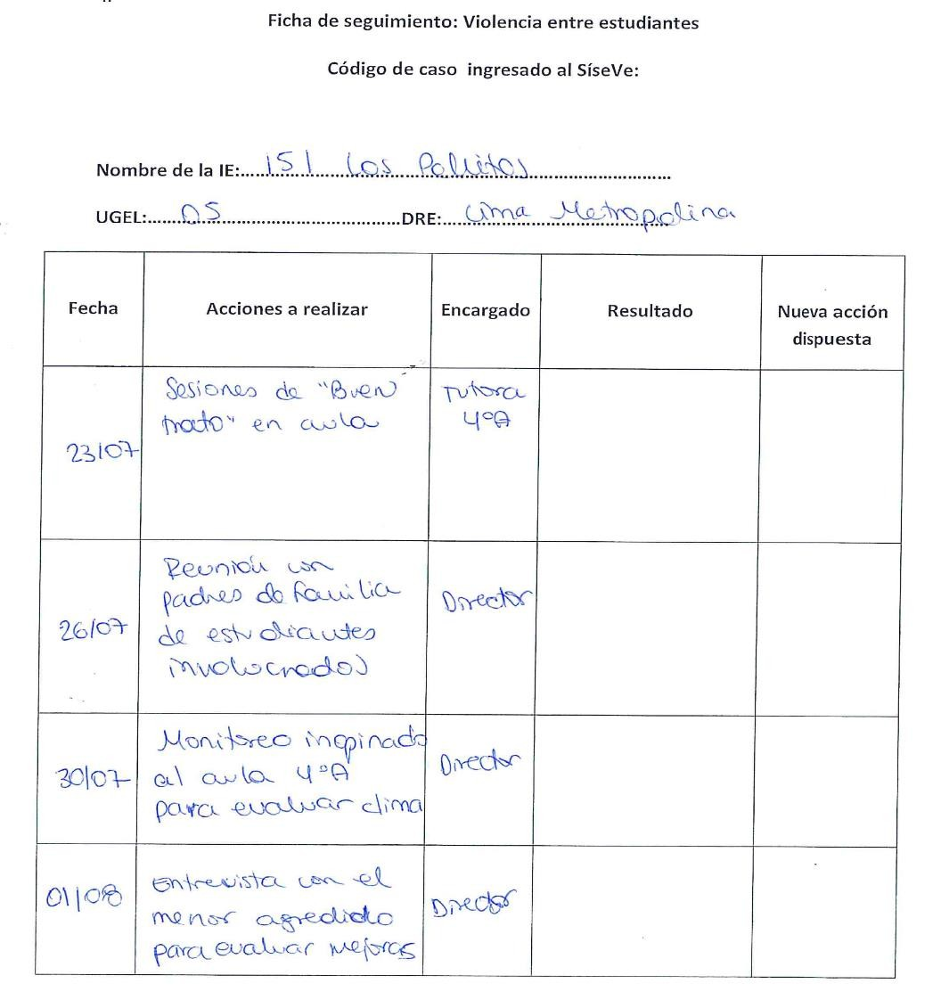 Ficha de seguimiento: Violencia entre estudiantes
Código de caso ingresado al SíseVe:
Nombre de la IE:.....151 Los Pollitos..............................
UGEL:......05..................................DRE:....Lima Metropolina
Fecha
Acciones a realizar
Encargado
Resultado
Nueva acción
dispuesta
23/07
Sesiones de "Buen
trato" en aula
Tutora
4°A
26/07
Reunión con
padres de familia
de estudiantes
involocrados
Director
30/07
Monitoreo inopinado
al aula 4°A
para evaluar clima
Director
01/08
Entrevista con el
menor agredido
para evaluar mejoras
Director